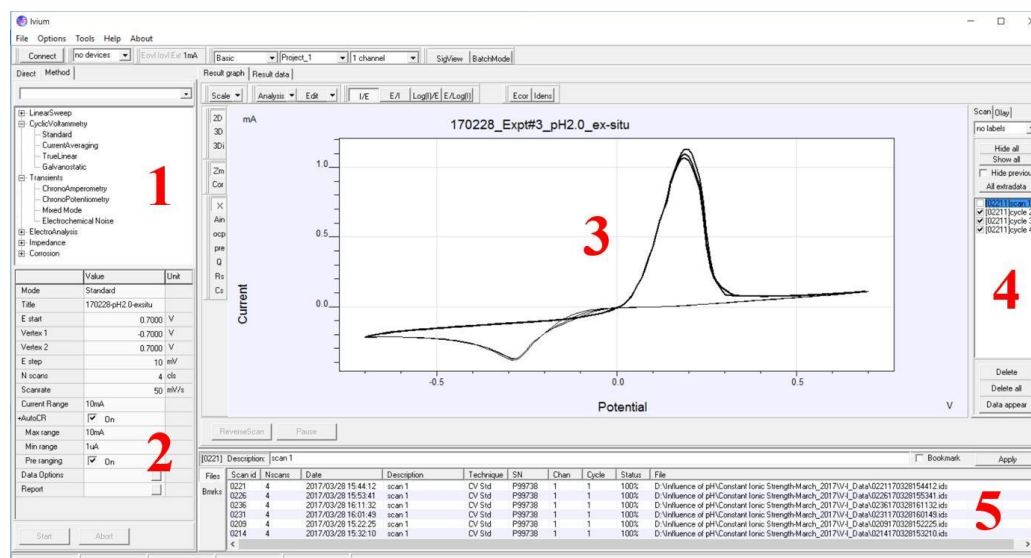 Ivium
File Options Tools Help About
Connect no devices Eovl Iovl Ext 1mA Basic Project_1 1 channel SigView BatchMode
Direct Method
LinearSweep
CyclicVoltammetry
Standard
CurrentAveraging
TrueLinear
Galvanostatic
Transients
ChronoAmperometry
ChronoPotentiometry
Mixed Mode
Electrochemical Noise
ElectroAnalysis
Impedance
Corrosion
1
Value Unit
Mode Standard
Title 170228-pH2.0-exsitu
E start 0.7000 V
Vertex 1 -0.7000 V
Vertex 2 0.7000 V
E step 10 mV
N scans 4 cls
Scanrate 50 mV/s
Current Range 10mA
+AutoCR On
Max range 10mA
Min range 1uA
Pre ranging On
Data Options
Report
2
Start Abort
Result graph Result data
Scale Analysis Edit I/E E/I Log(I)/E E/Log(i) Ecor Idens
2D
3D
3Di
Zm
Cor
X
Ain
ocp
pre
Q
Rs
Cs
mA
170228_Expt#3_pH2.0_ex-situ
1.0
0.5
0.0
Current
-0.5 0.0 0.5
Potential V
3
ReverseScan Pause
Scan Olay
no labels
Hide all
Show all
Hide previou
All extradata
[02211]scan 1
[02211]cycle 2
[02211]cycle 3
[02211]cycle 4
4
Delete
Delete all
Data appear
[0221] Description: scan 1 Bookmark Apply
Files
Bmrks
Scan id Nscans Date Description Technique SN Chan Cycle Status File
0221 4 2017/03/28 15:44:12 scan 1 CV Std P99738 1 1 100% D:\Influence of pH\Constant Ionic Strength-March_2017\V-I_Data\0221170328154412.ids
0226 4 2017/03/28 15:53:41 scan 1 CV Std P99738 1 1 100% D:\Influence of pH\Constant Ionic Strength-March_2017\V-I_Data\0226170328155341.ids
0236 4 2017/03/28 16:11:32 scan 1 CV Std P99738 1 1 100% D:\Influence of pH\Constant Ionic Strength-March_2017\V-I_Data\0236170328161132.ids
0231 4 2017/03/28 16:01:49 scan 1 CV Std P99738 1 1 100% D:\Influence of pH\Constant Ionic Strength-March_2017\V-I_Data\0231170328160149.ids
0209 4 2017/03/28 15:22:25 scan 1 CV Std P99738 1 1 100% D:\Influence of pH\Constant Ionic Strength-March_2017\V-I_Data\0209170328152225.ids
0214 4 2017/03/28 15:32:10 scan 1 CV Std P99738 1 1 100% D:\Influence of pH\Constant Ionic Strength-March_2017\V-I_Data\0214170328153210.ids
5